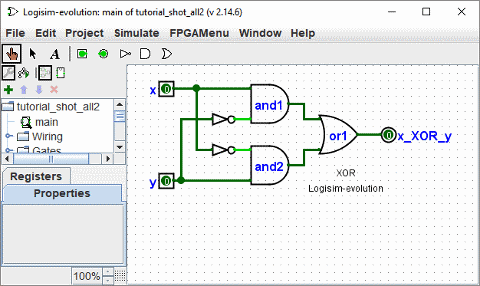 Logisim-evolution: main of tutorial_shot_all2 (v 2.14.6)
File Edit Project Simulate FPGAMenu Window Help
A
tutorial_shot_all2
main
Wiring
Gates
Registers
Properties
100%
x 0
and1
or1
0 x_XOR_y
and2
y 0
XOR
Logisim-evolution